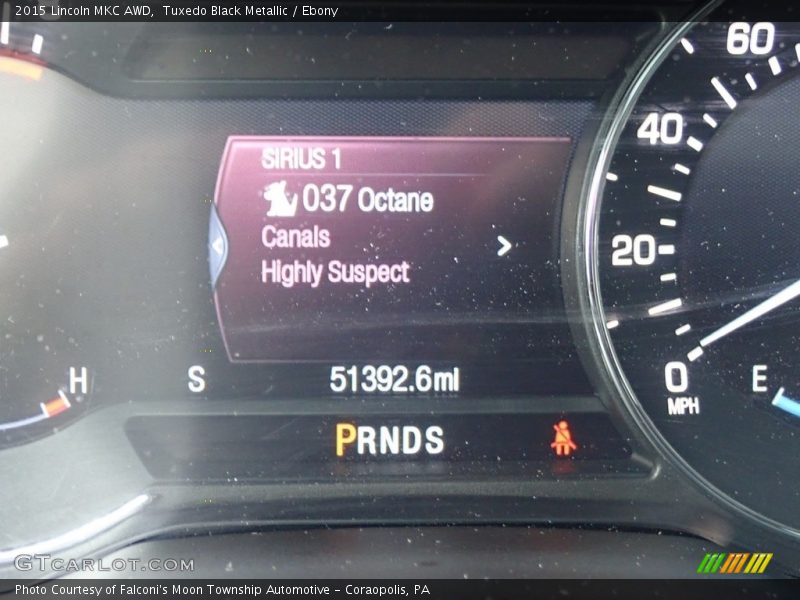 2015 Lincoln MKC AWD,  Tuxedo Black Metallic / Ebony
60
SIRIUS 1
40
037 Octane
Canals
Highly Suspect
20
H
S
51392.6mi
0
MPH
E
PRNDS
GTCARLOT.COM
Photo Courtesy of Falconi's Moon Township Automotive – Coraopolis, PA